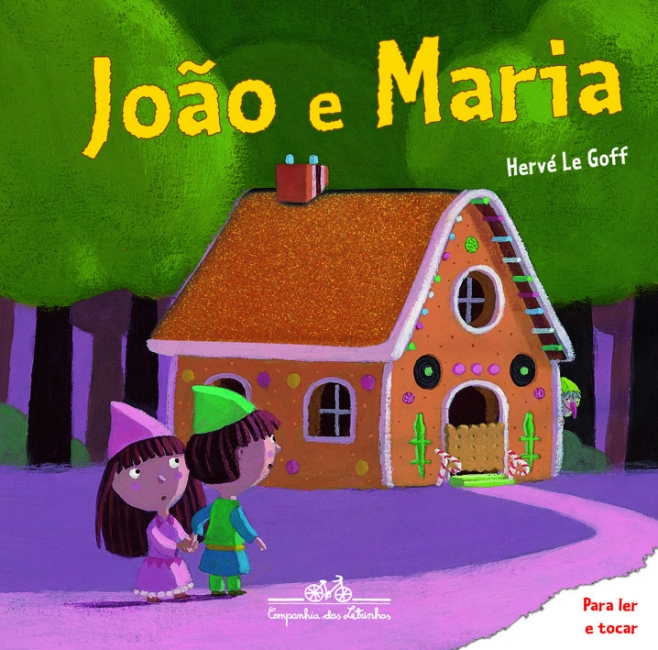 João e Maria
Hervé Le Goff
Companhia das Letrinhas
Para ler
e tocar